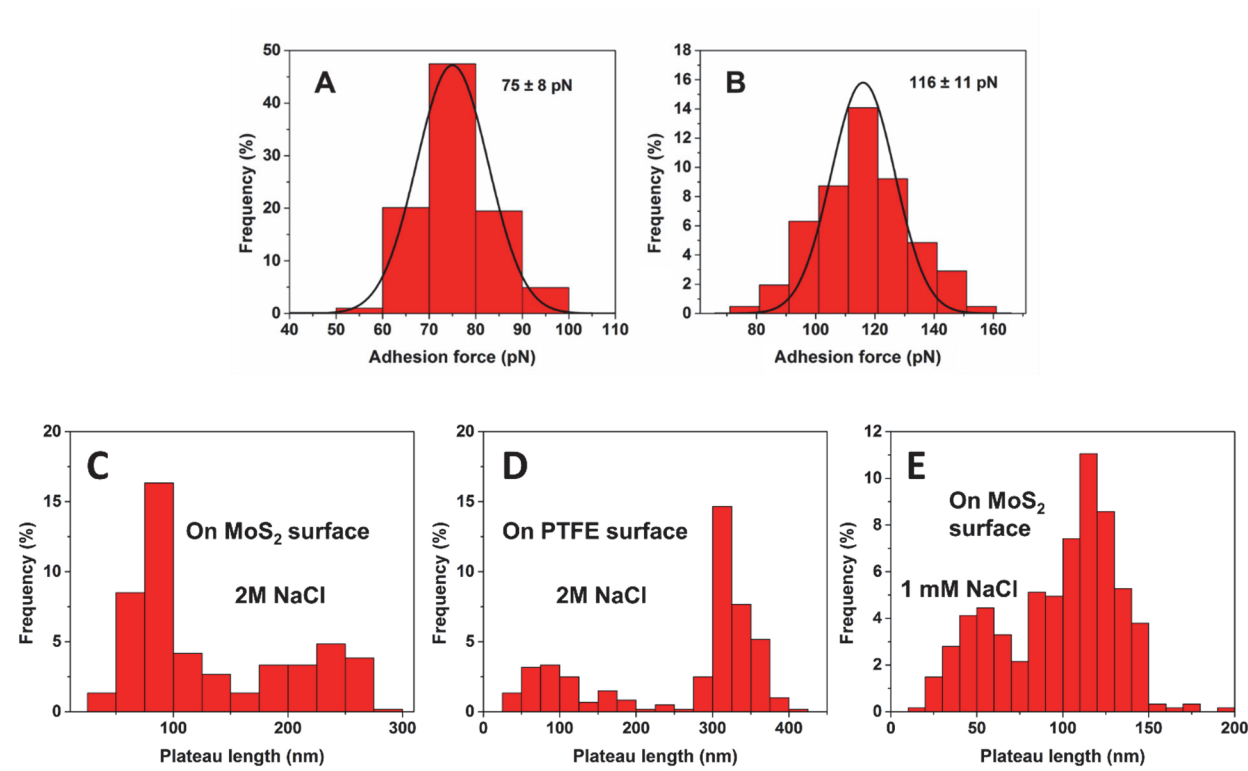 A
75 ± 8 pN
Frequency (%)
50
40
30
20
10
0
40 50 60 70 80 90 100 110
Adhesion force (pN)
B
116 ± 11 pN
Frequency (%)
18
16
14
12
10
8
6
4
2
0
80 100 120 140 160
Adhesion force (pN)
C
On MoS₂ surface
2M NaCl
Frequency (%)
20
15
10
5
0
100 200 300
Plateau length (nm)
D
On PTFE surface
2M NaCl
Frequency (%)
20
15
10
5
0
0 100 200 300 400
Plateau length (nm)
E
On MoS₂
surface
1 mM NaCl
Frequency (%)
12
10
8
6
4
2
0
0 50 100 150 200
Plateau length (nm)